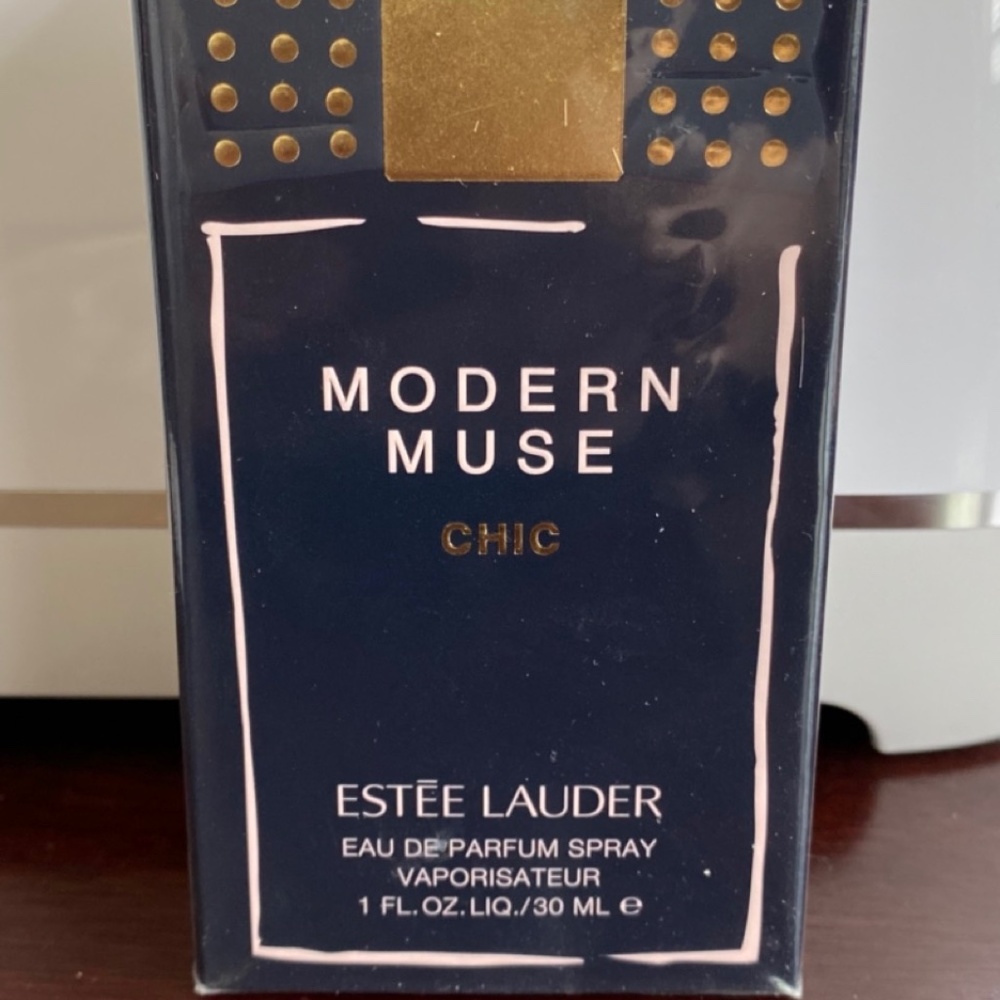 MODERN
MUSE
CHIC
ESTĒE LAUDER
EAU DE PARFUM SPRAY
VAPORISATEUR
1 FL.OZ.LIQ./30 ML ℮